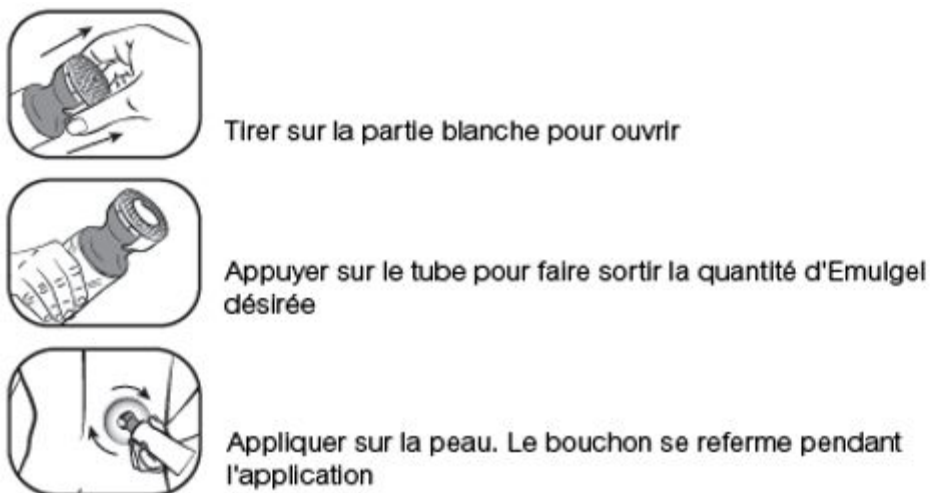 Tirer sur la partie blanche pour ouvrir
Appuyer sur le tube pour faire sortir la quantité d'Emulgel
désirée
Appliquer sur la peau. Le bouchon se referme pendant
l'application